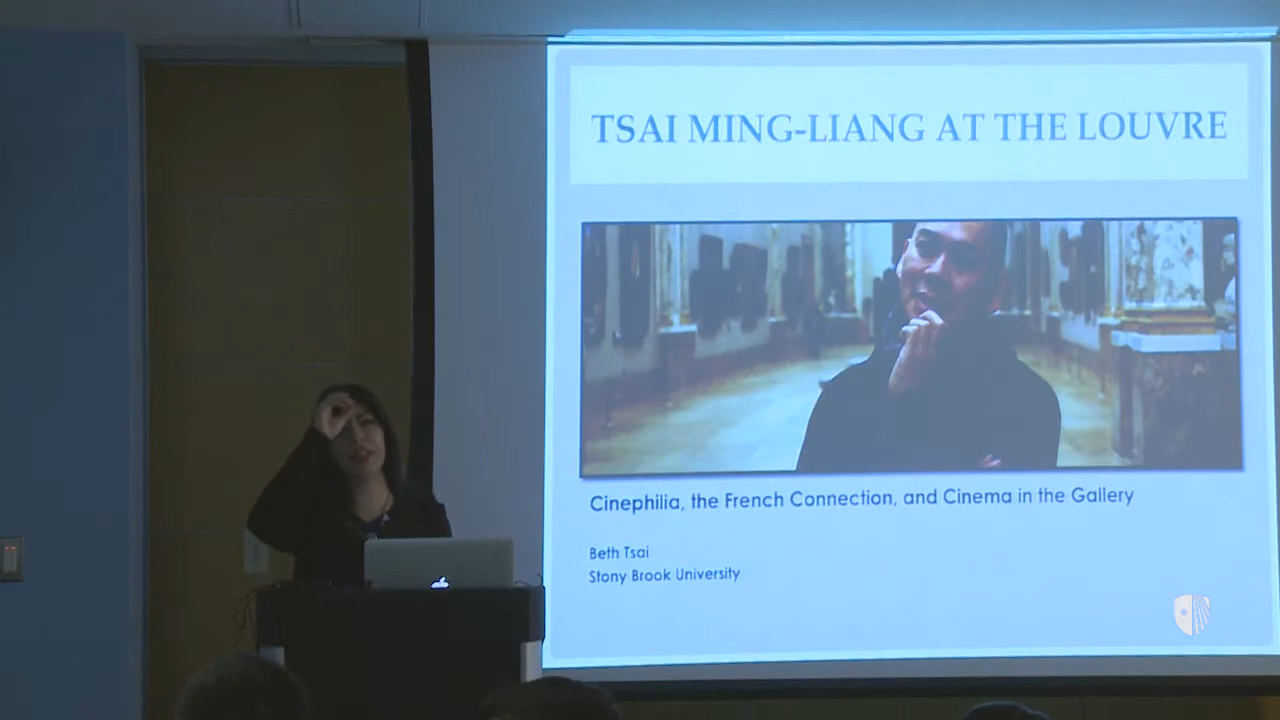 TSAI MING-LIANG AT THE LOUVRE
Cinephilia, the French Connection, and Cinema in the Gallery
Beth Tsai
Stony Brook University